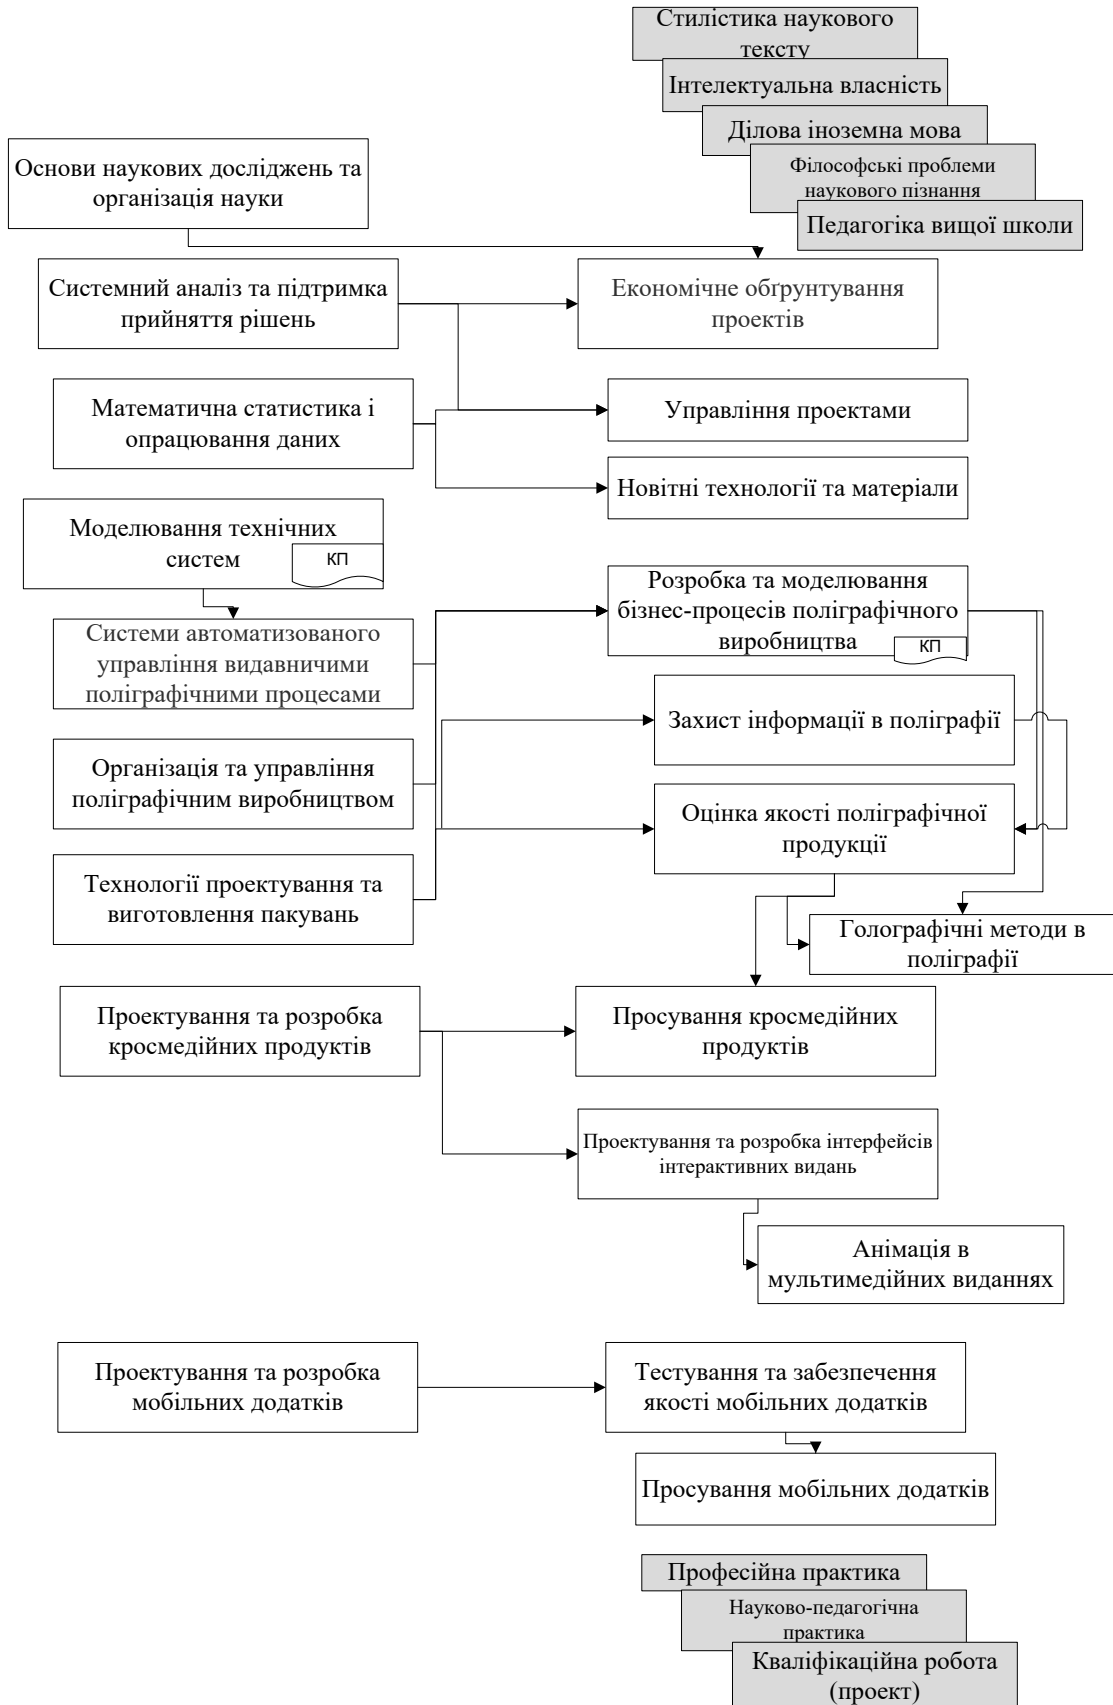 Стилістика наукового
тексту
Інтелектуальна власність
Ділова іноземна мова
Філософські проблеми
наукового пізнання
Педагогіка вищої школи
Основи наукових досліджень та
організація науки
Системний аналіз та підтримка
прийняття рішень
Економічне обґрунтування
проектів
Математична статистика і
опрацювання даних
Управління проектами
Новітні технології та матеріали
Моделювання технічних
систем
КП
Розробка та моделювання
бізнес-процесів поліграфічного
виробництва
КП
Системи автоматизованого
управління видавничими
поліграфічними процесами
Захист інформації в поліграфії
Організація та управління
поліграфічним виробництвом
Оцінка якості поліграфічної
продукції
Технології проектування та
виготовлення пакувань
Голографічні методи в
поліграфії
Проектування та розробка
кросмедійних продуктів
Просування кросмедійних
продуктів
Проектування та розробка інтерфейсів
інтерактивних видань
Анімація в
мультимедійних виданнях
Проектування та розробка
мобільних додатків
Тестування та забезпечення
якості мобільних додатків
Просування мобільних додатків
Професійна практика
Науково-педагогічна
практика
Кваліфікаційна робота
(проект)